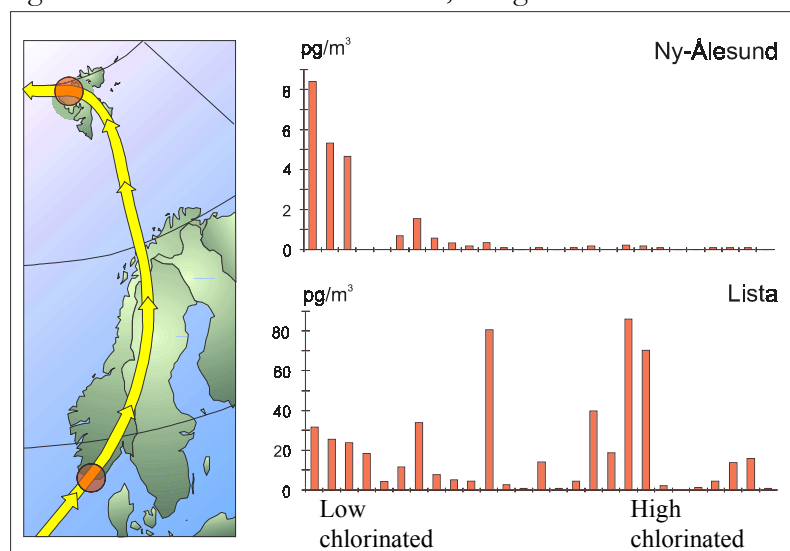 pg/m³
Ny-Ålesund
8
6
4
2
0
pg/m³
Lista
80
60
40
20
0
Low
chlorinated
High
chlorinated